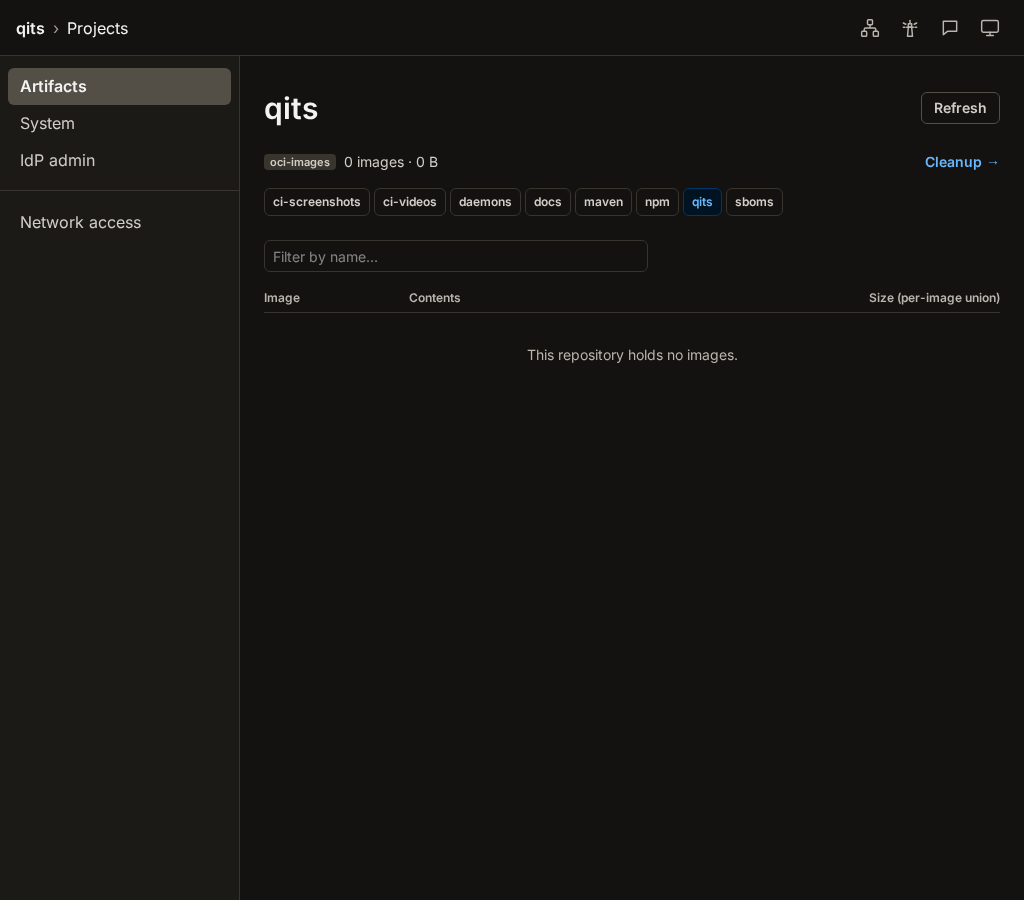 qits › Projects
Artifacts
System
IdP admin
Network access
qits
Refresh
oci-images 0 images · 0 B
Cleanup →
ci-screenshots ci-videos daemons docs maven npm qits sboms
Filter by name...
Image Contents Size (per-image union)
This repository holds no images.